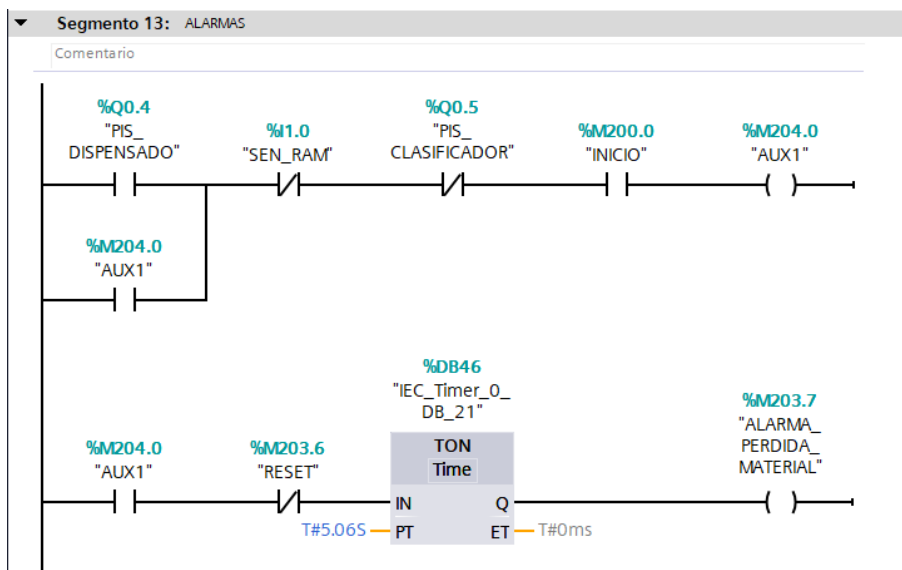 Segmento 13: ALARMAS
Comentario
%Q0.4
"PIS_
DISPENSADO"
%I1.0
"SEN_RAM"
%Q0.5
"PIS_
CLASIFICADOR"
%M200.0
"INICIO"
%M204.0
"AUX1"
%M204.0
"AUX1"
%DB46
"IEC_Timer_0_
DB_21"
%M203.7
"ALARMA_
PERDIDA_
MATERIAL"
%M204.0
"AUX1"
%M203.6
"RESET"
TON
Time
IN Q
T#5.06S PT ET T#0ms